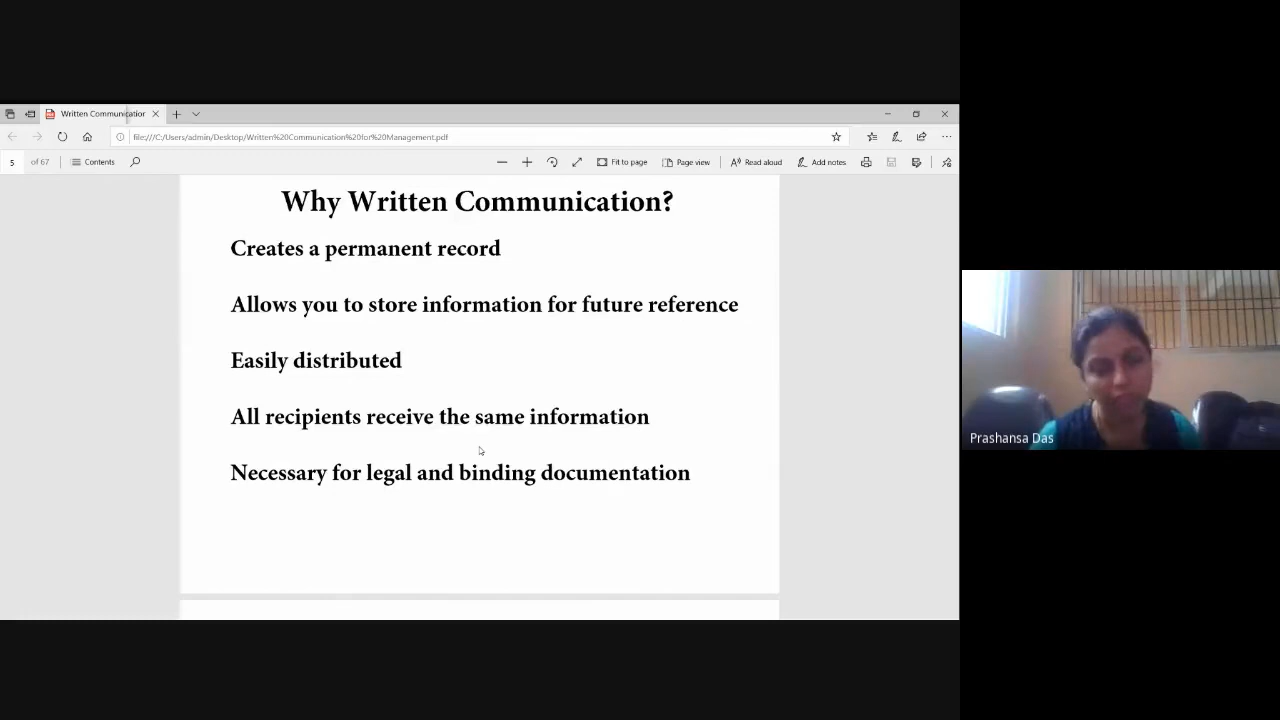 Written Communication
file:///C:/Users/admin/Desktop/Written%20Communication%20for%20Management.pdf
5 of 67 Contents Fit to page Page view Read aloud Add notes
Why Written Communication?
Creates a permanent record
Allows you to store information for future reference
Easily distributed
All recipients receive the same information
Necessary for legal and binding documentation
Prashansa Das